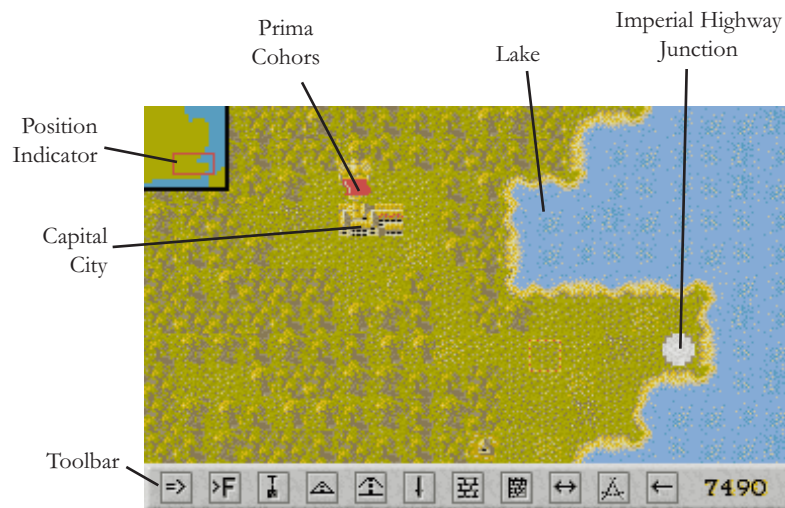 Prima
Cohors
Imperial Highway
Junction
Lake
Position
Indicator
Capital
City
Toolbar
=> >F 7490